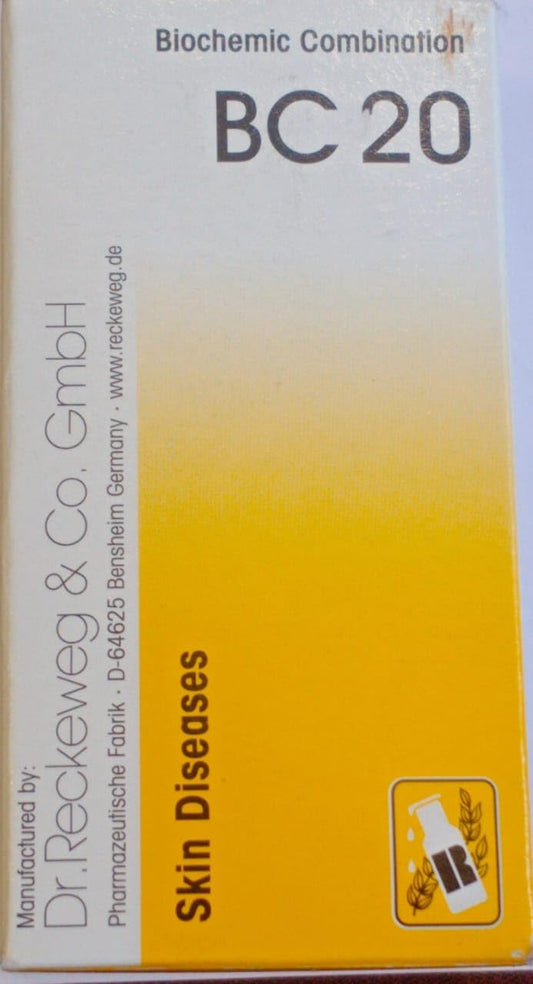 Biochemic Combination
BC 20
Manufactured by:
Dr. Reckeweg & Co. GmbH
Pharmazeutische Fabrik · D-64625 Bensheim Germany · www.reckeweg.de
Skin Diseases
R